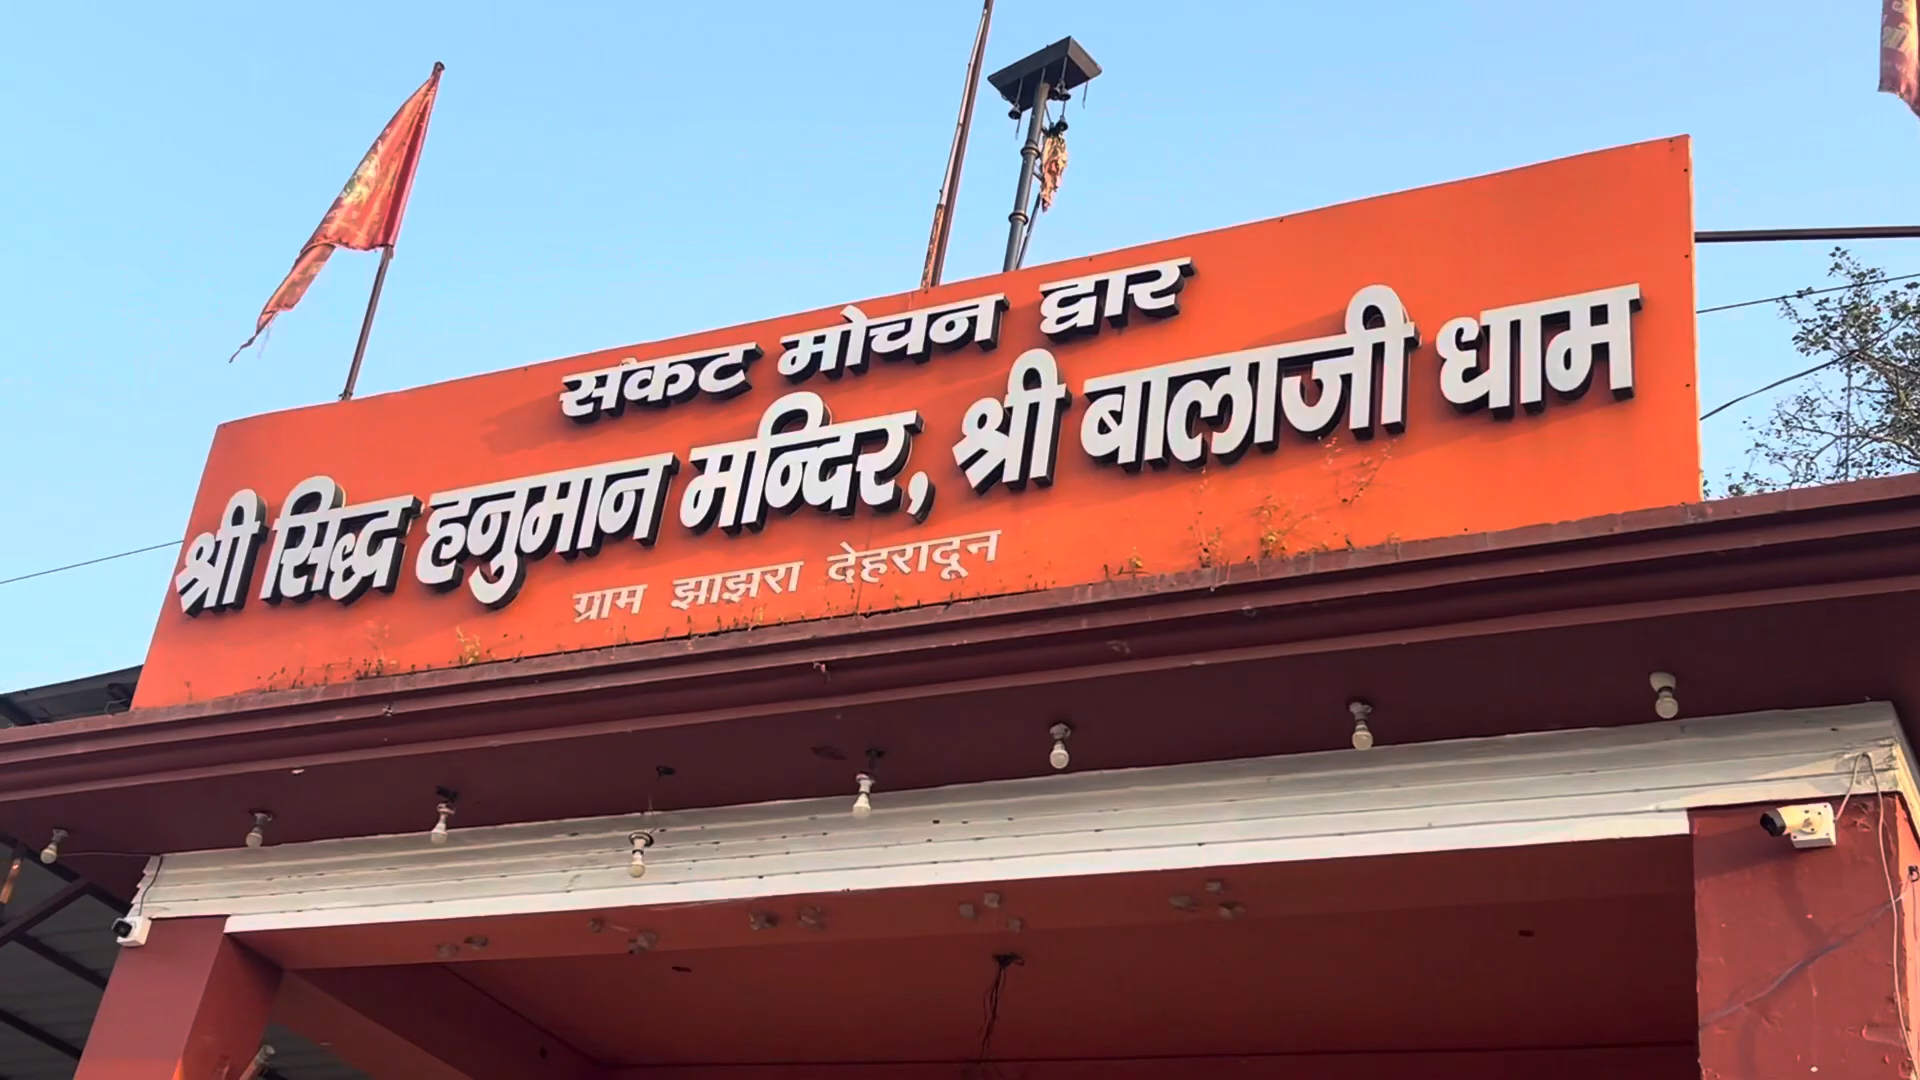 संकट मोचन द्वार
श्री सिद्ध हनुमान मन्दिर, श्री बालाजी धाम
ग्राम झाझरा देहरादून